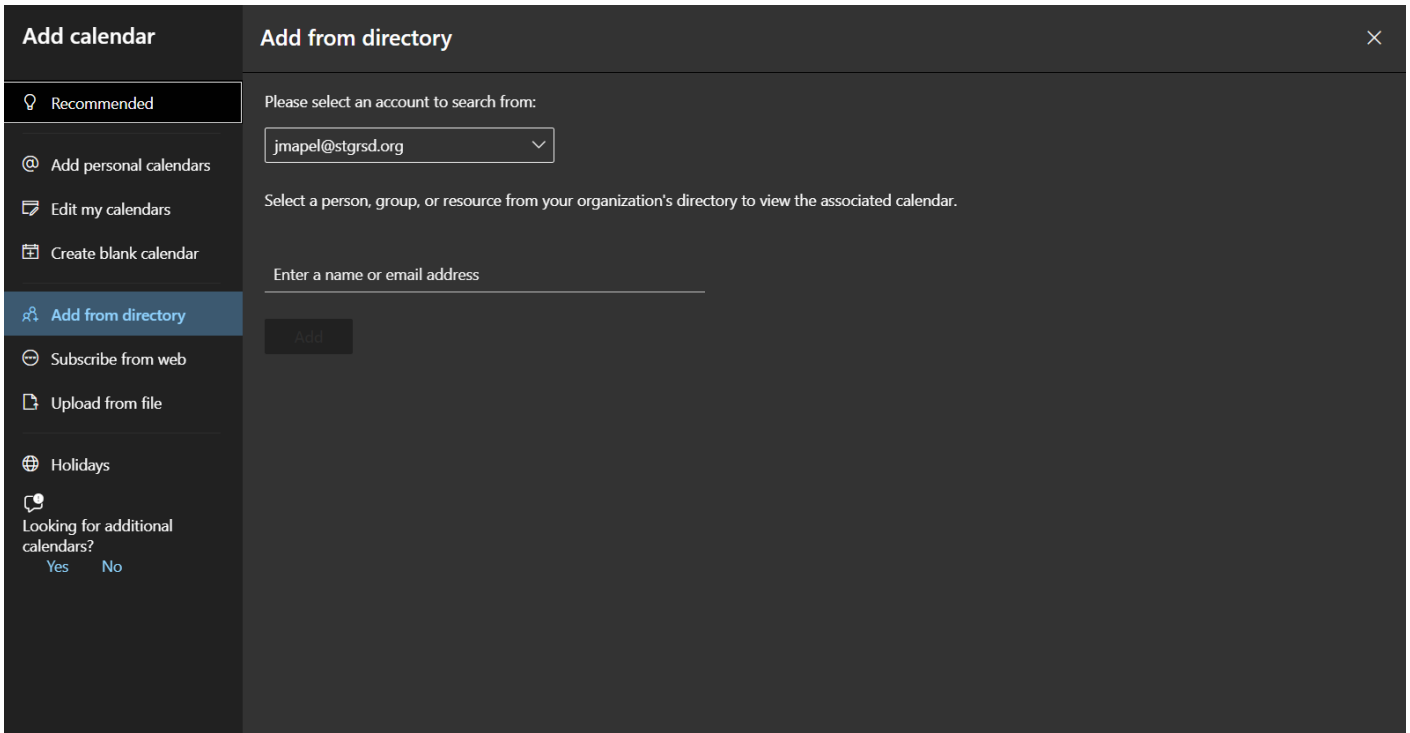 Add calendar
Recommended
@ Add personal calendars
Edit my calendars
Create blank calendar
Add from directory
Subscribe from web
Upload from file
Holidays
Looking for additional
calendars?
Yes No
Add from directory
Please select an account to search from:
jmapel@stgrsd.org
Select a person, group, or resource from your organization's directory to view the associated calendar.
Enter a name or email address
Add